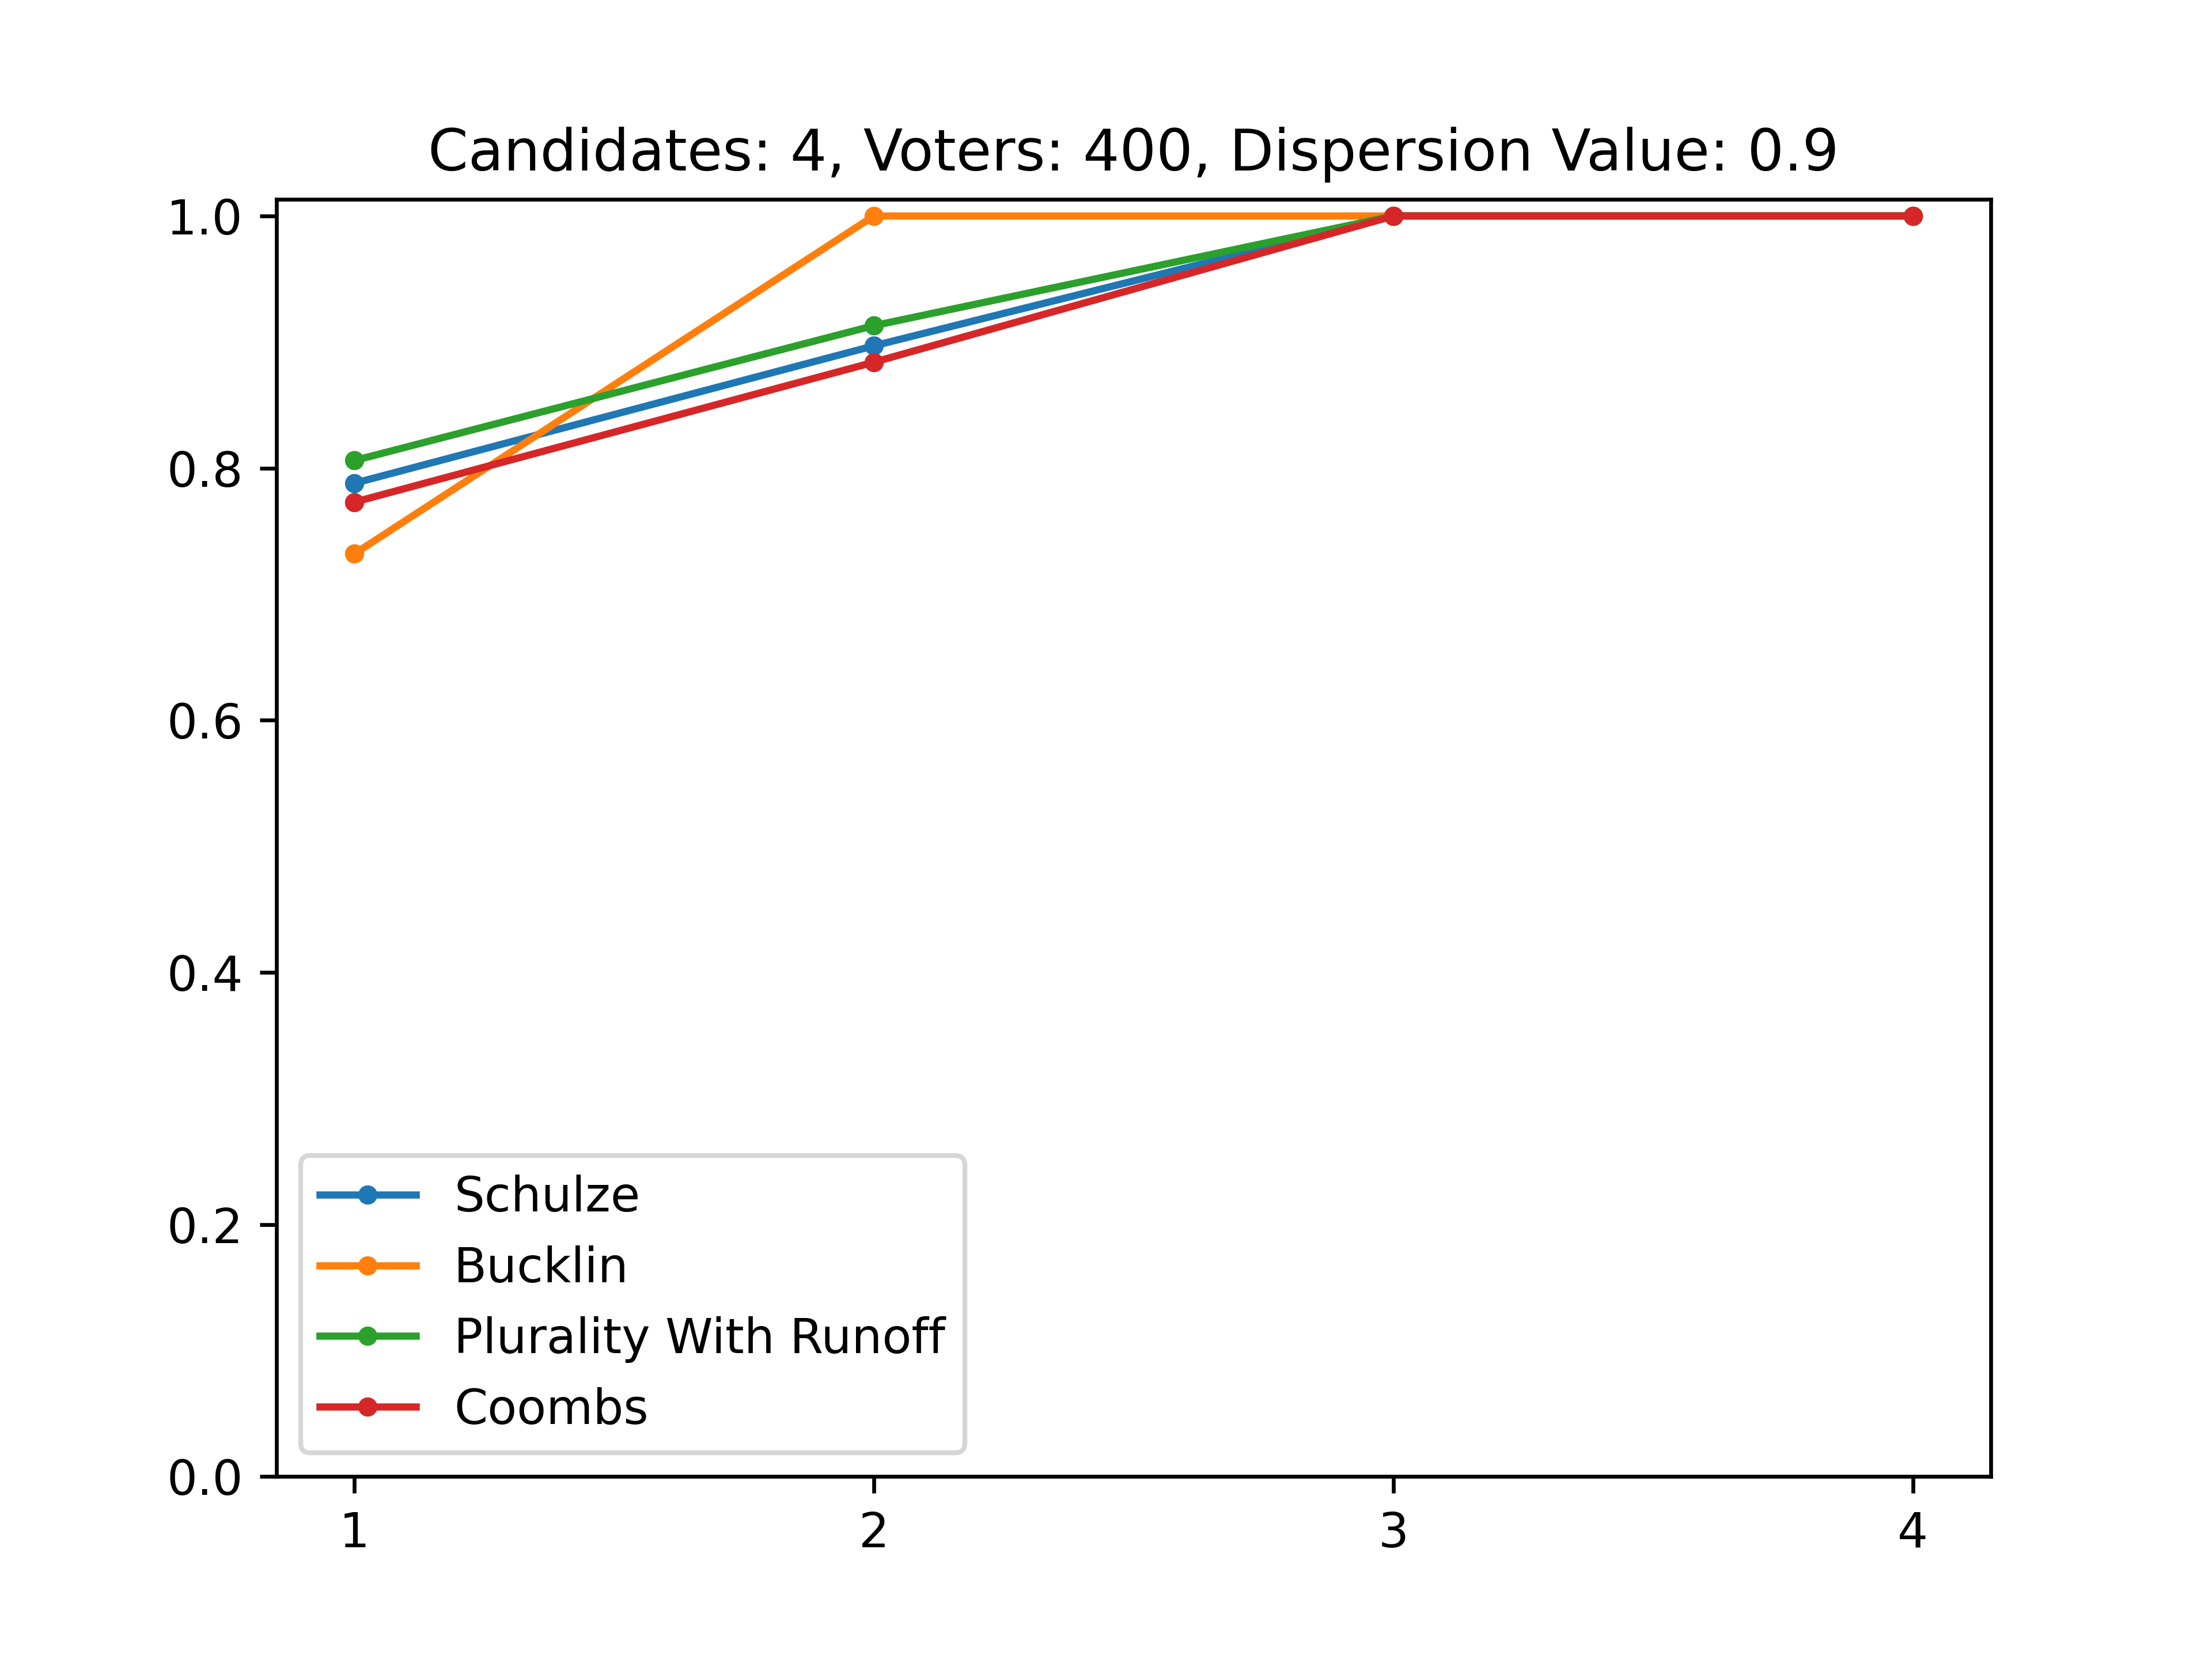 Candidates: 4, Voters: 400, Dispersion Value: 0.9
1.0
0.8
0.6
0.4
0.2
0.0
Schulze
Bucklin
Plurality With Runoff
Coombs
1 2 3 4